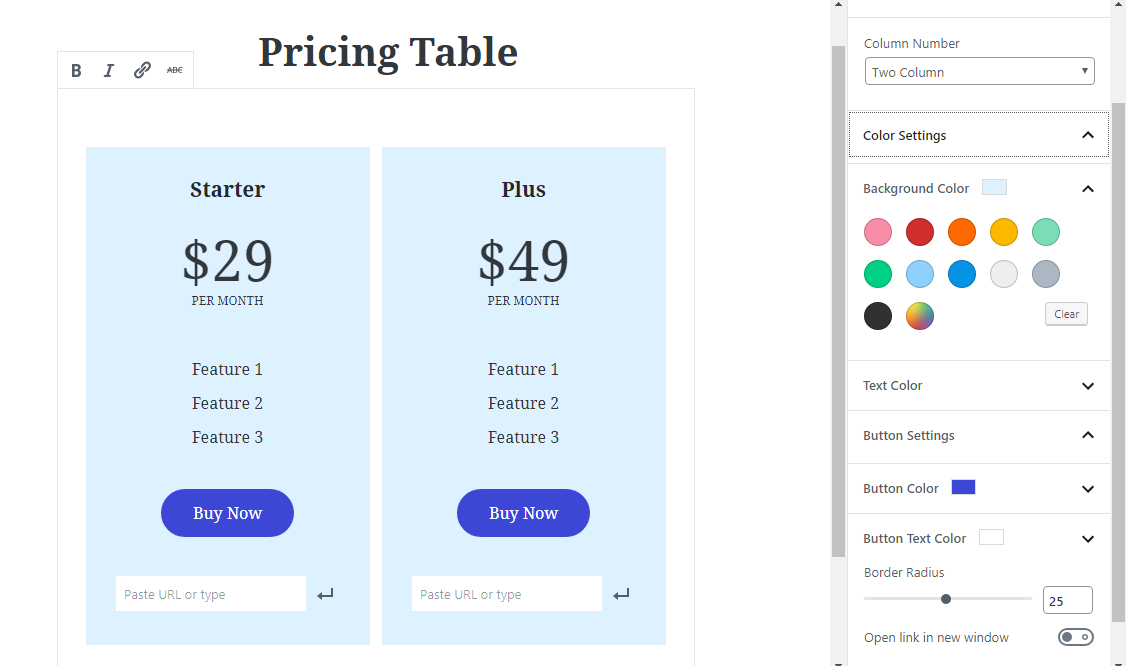 Pricing Table
B I ABC
Starter
$29
PER MONTH
Feature 1
Feature 2
Feature 3
Buy Now
Paste URL or type
Plus
$49
PER MONTH
Feature 1
Feature 2
Feature 3
Buy Now
Paste URL or type
Column Number
Two Column
Color Settings
Background Color
Clear
Text Color
Button Settings
Button Color
Button Text Color
Border Radius
25
Open link in new window